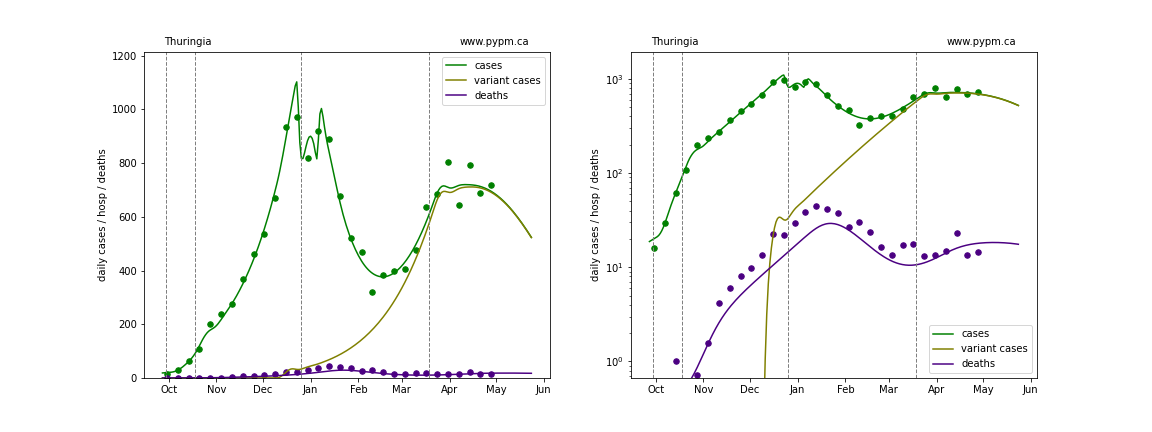 Thuringia www.pypm.ca
1200
1000
800
600
400
200
0
daily cases / hosp / deaths
cases
variant cases
deaths
Oct Nov Dec Jan Feb Mar Apr May Jun
Thuringia www.pypm.ca
10³
10²
10¹
10⁰
daily cases / hosp / deaths
cases
variant cases
deaths
Oct Nov Dec Jan Feb Mar Apr May Jun